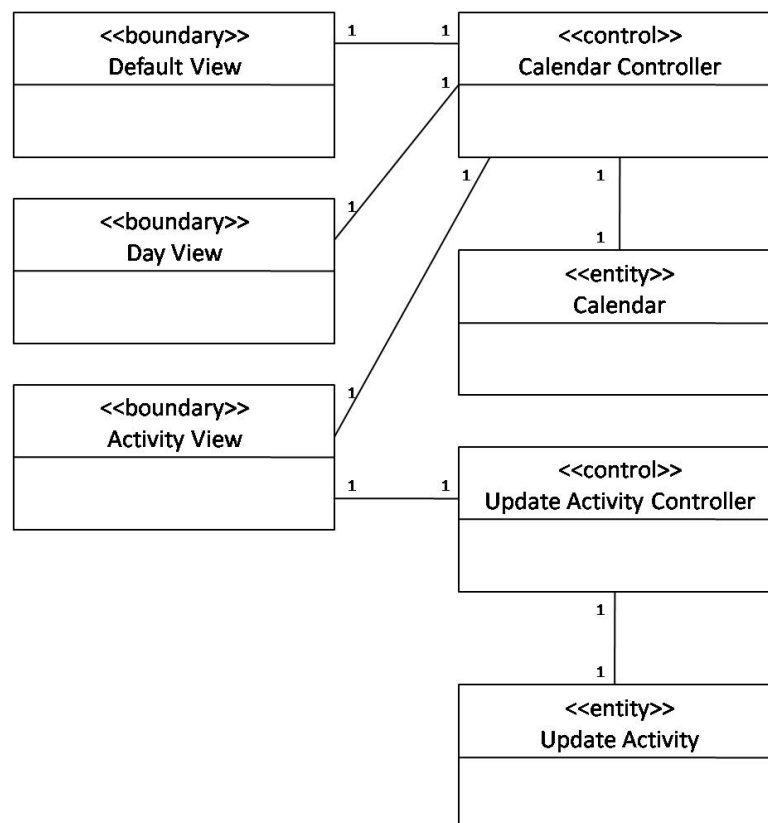 <<boundary>>
Default View
1
1
<<control>>
Calendar Controller
1
1
1
1
<<boundary>>
Day View
1
1
<<entity>>
Calendar
<<boundary>>
Activity View
1
1
<<control>>
Update Activity Controller
1
1
<<entity>>
Update Activity